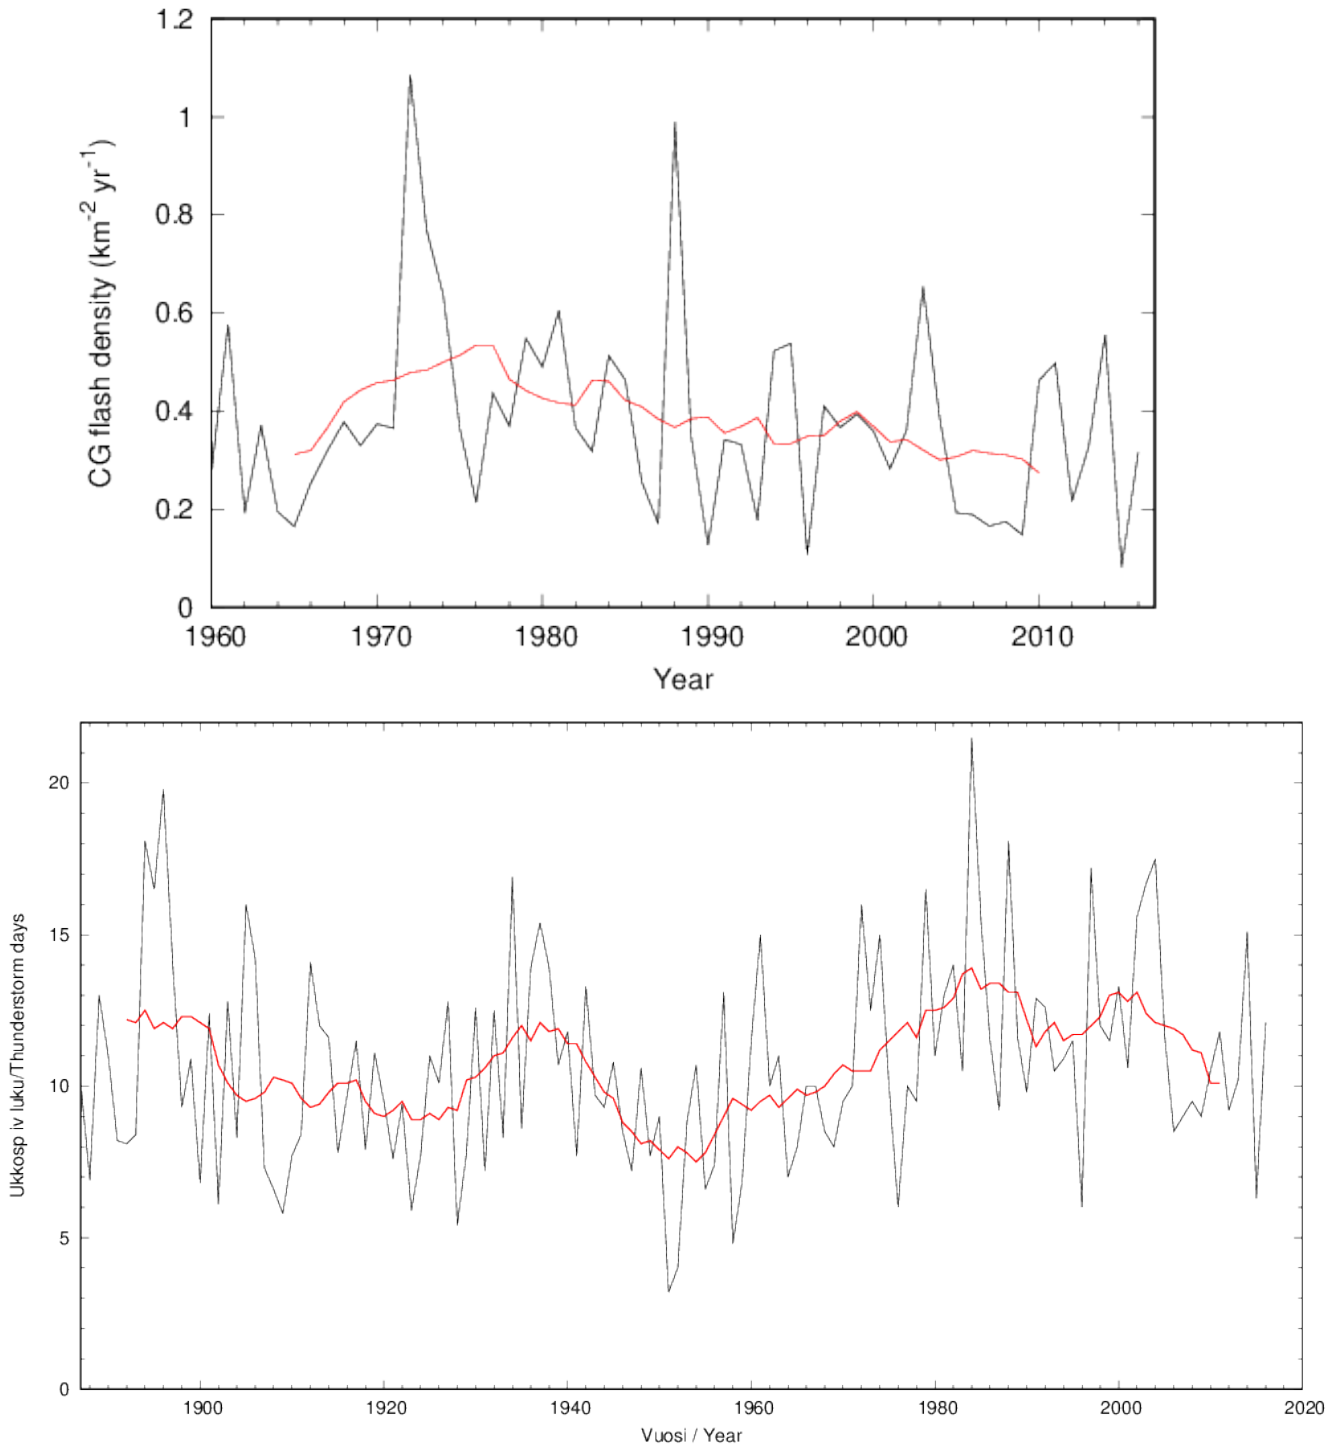 1.2
1
0.8
0.6
0.4
0.2
0
CG flash density (km-2 yr-1)
1960 1970 1980 1990 2000 2010
Year
20
15
10
5
0
Ukkosp iv luku/Thunderstorm days
1900 1920 1940 1960 1980 2000 2020
Vuosi / Year